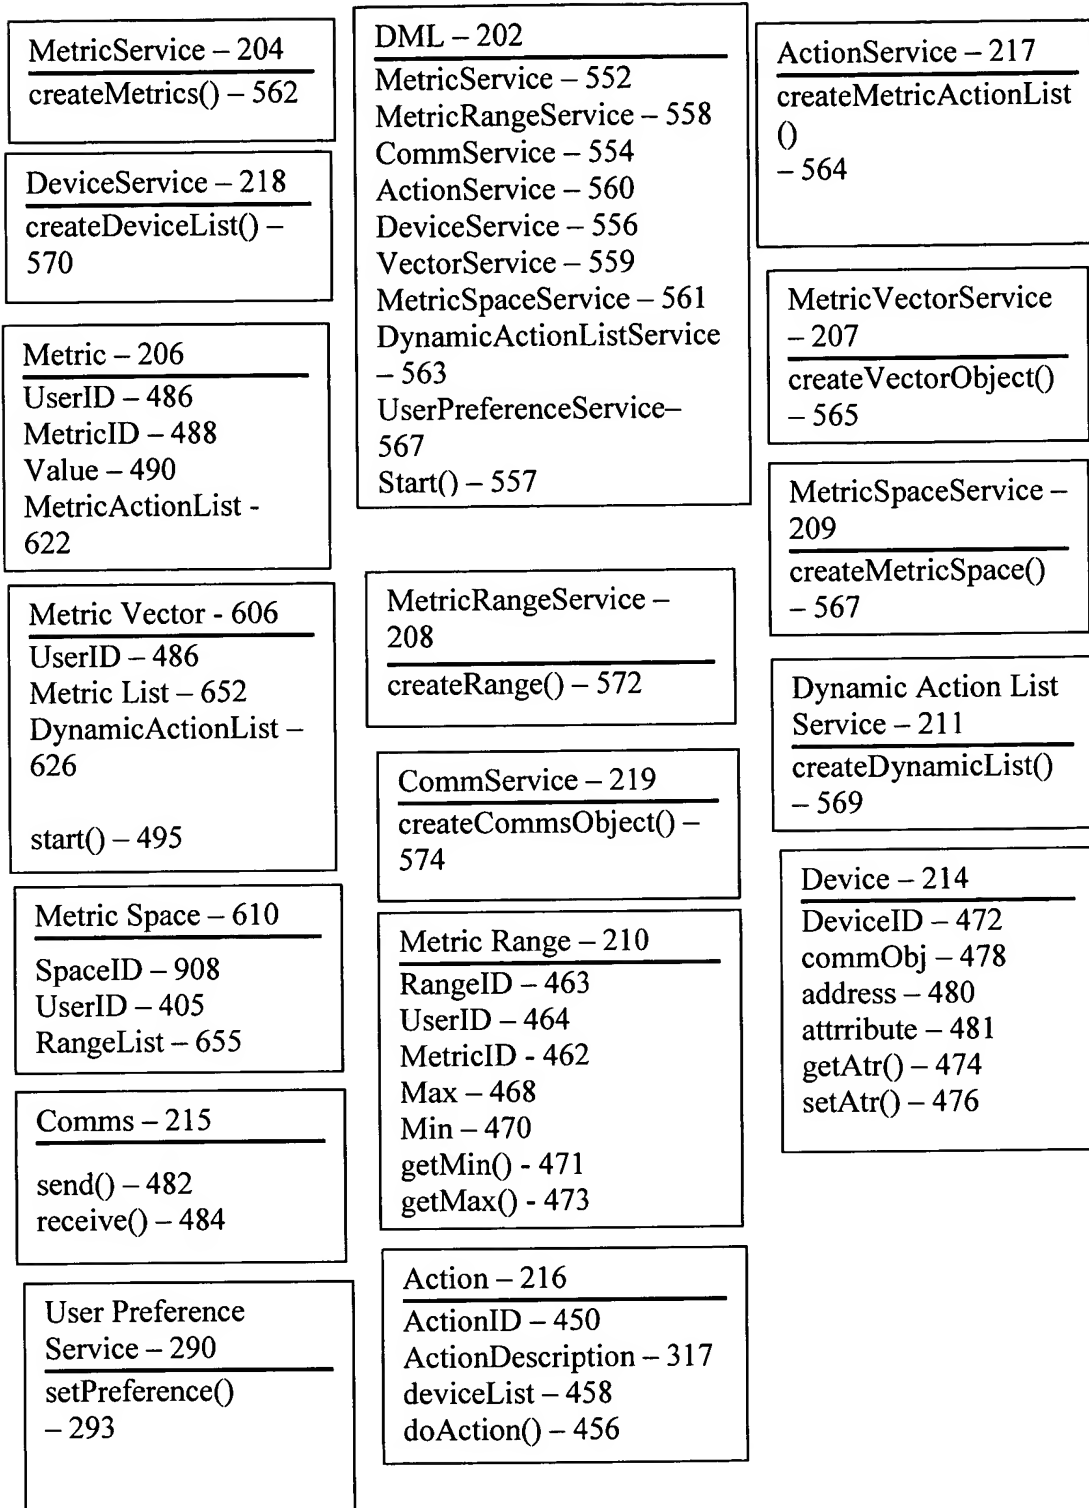 MetricService – 204
createMetrics() – 562
DeviceService – 218
createDeviceList() –
570
Metric – 206
UserID – 486
MetricID – 488
Value – 490
MetricActionList -
622
Metric Vector - 606
UserID – 486
Metric List – 652
DynamicActionList –
626
start() – 495
Metric Space – 610
SpaceID – 908
UserID – 405
RangeList – 655
Comms – 215
send() – 482
receive() – 484
User Preference
Service – 290
setPreference()
– 293
DML – 202
MetricService – 552
MetricRangeService – 558
CommService – 554
ActionService – 560
DeviceService – 556
VectorService – 559
MetricSpaceService – 561
DynamicActionListService
– 563
UserPreferenceService–
567
Start() – 557
MetricRangeService –
208
createRange() – 572
CommService – 219
createCommsObject() –
574
Metric Range – 210
RangeID – 463
UserID – 464
MetricID - 462
Max – 468
Min – 470
getMin() - 471
getMax() - 473
Action – 216
ActionID – 450
ActionDescription – 317
deviceList – 458
doAction() – 456
ActionService – 217
createMetricActionList
()
– 564
MetricVectorService
– 207
createVectorObject()
– 565
MetricSpaceService –
209
createMetricSpace()
– 567
Dynamic Action List
Service – 211
createDynamicList()
– 569
Device – 214
DeviceID – 472
commObj – 478
address – 480
attrribute – 481
getAtr() – 474
setAtr() – 476